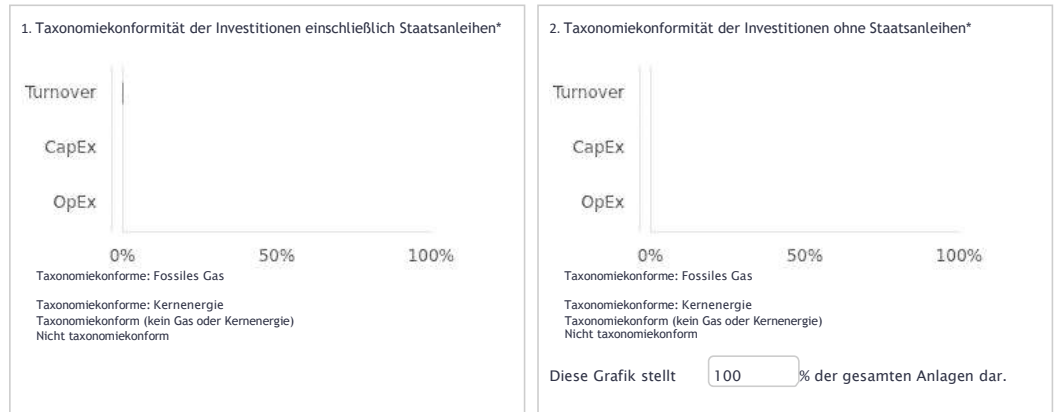 1. Taxonomiekonformität der Investitionen einschließlich Staatsanleihen*
Turnover
CapEx
OpEx
0% 50% 100%
Taxonomiekonforme: Fossiles Gas
Taxonomiekonforme: Kernenergie
Taxonomiekonform (kein Gas oder Kernenergie)
Nicht taxonomiekonform
2. Taxonomiekonformität der Investitionen ohne Staatsanleihen*
Turnover
CapEx
OpEx
0% 50% 100%
Taxonomiekonforme: Fossiles Gas
Taxonomiekonforme: Kernenergie
Taxonomiekonform (kein Gas oder Kernenergie)
Nicht taxonomiekonform
Diese Grafik stellt 100 % der gesamten Anlagen dar.